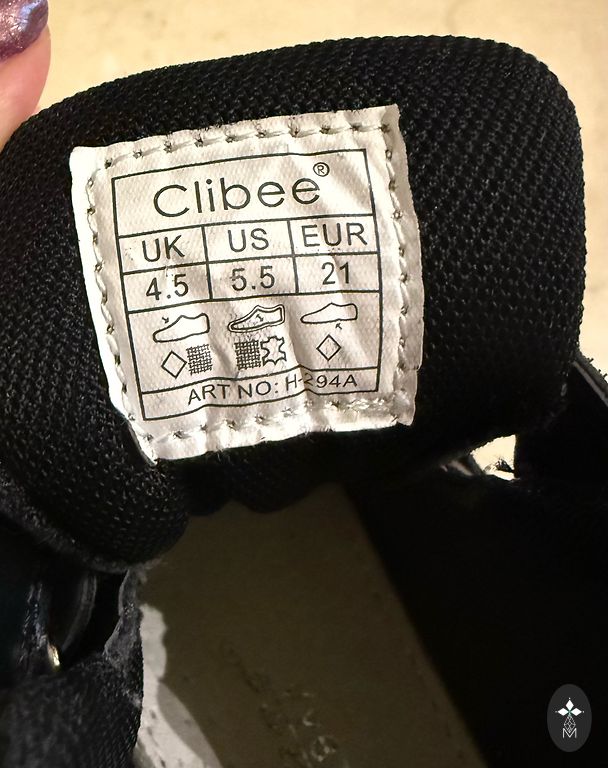 Clibee®
UK US EUR
4.5 5.5 21
ART NO: H-294A
M